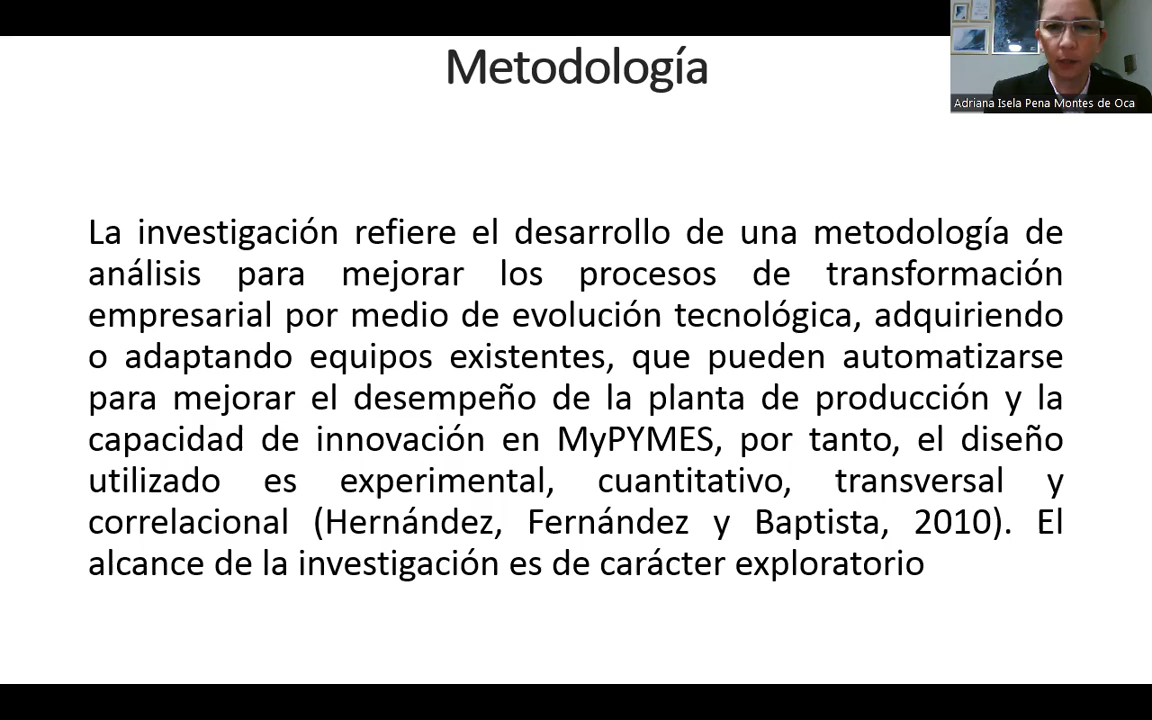 Metodología
Adriana Isela Pena Montes de Oca
La investigación refiere el desarrollo de una metodología de
análisis para mejorar los procesos de transformación
empresarial por medio de evolución tecnológica, adquiriendo
o adaptando equipos existentes, que pueden automatizarse
para mejorar el desempeño de la planta de producción y la
capacidad de innovación en MyPYMES, por tanto, el diseño
utilizado es experimental, cuantitativo, transversal y
correlacional (Hernández, Fernández y Baptista, 2010). El
alcance de la investigación es de carácter exploratorio